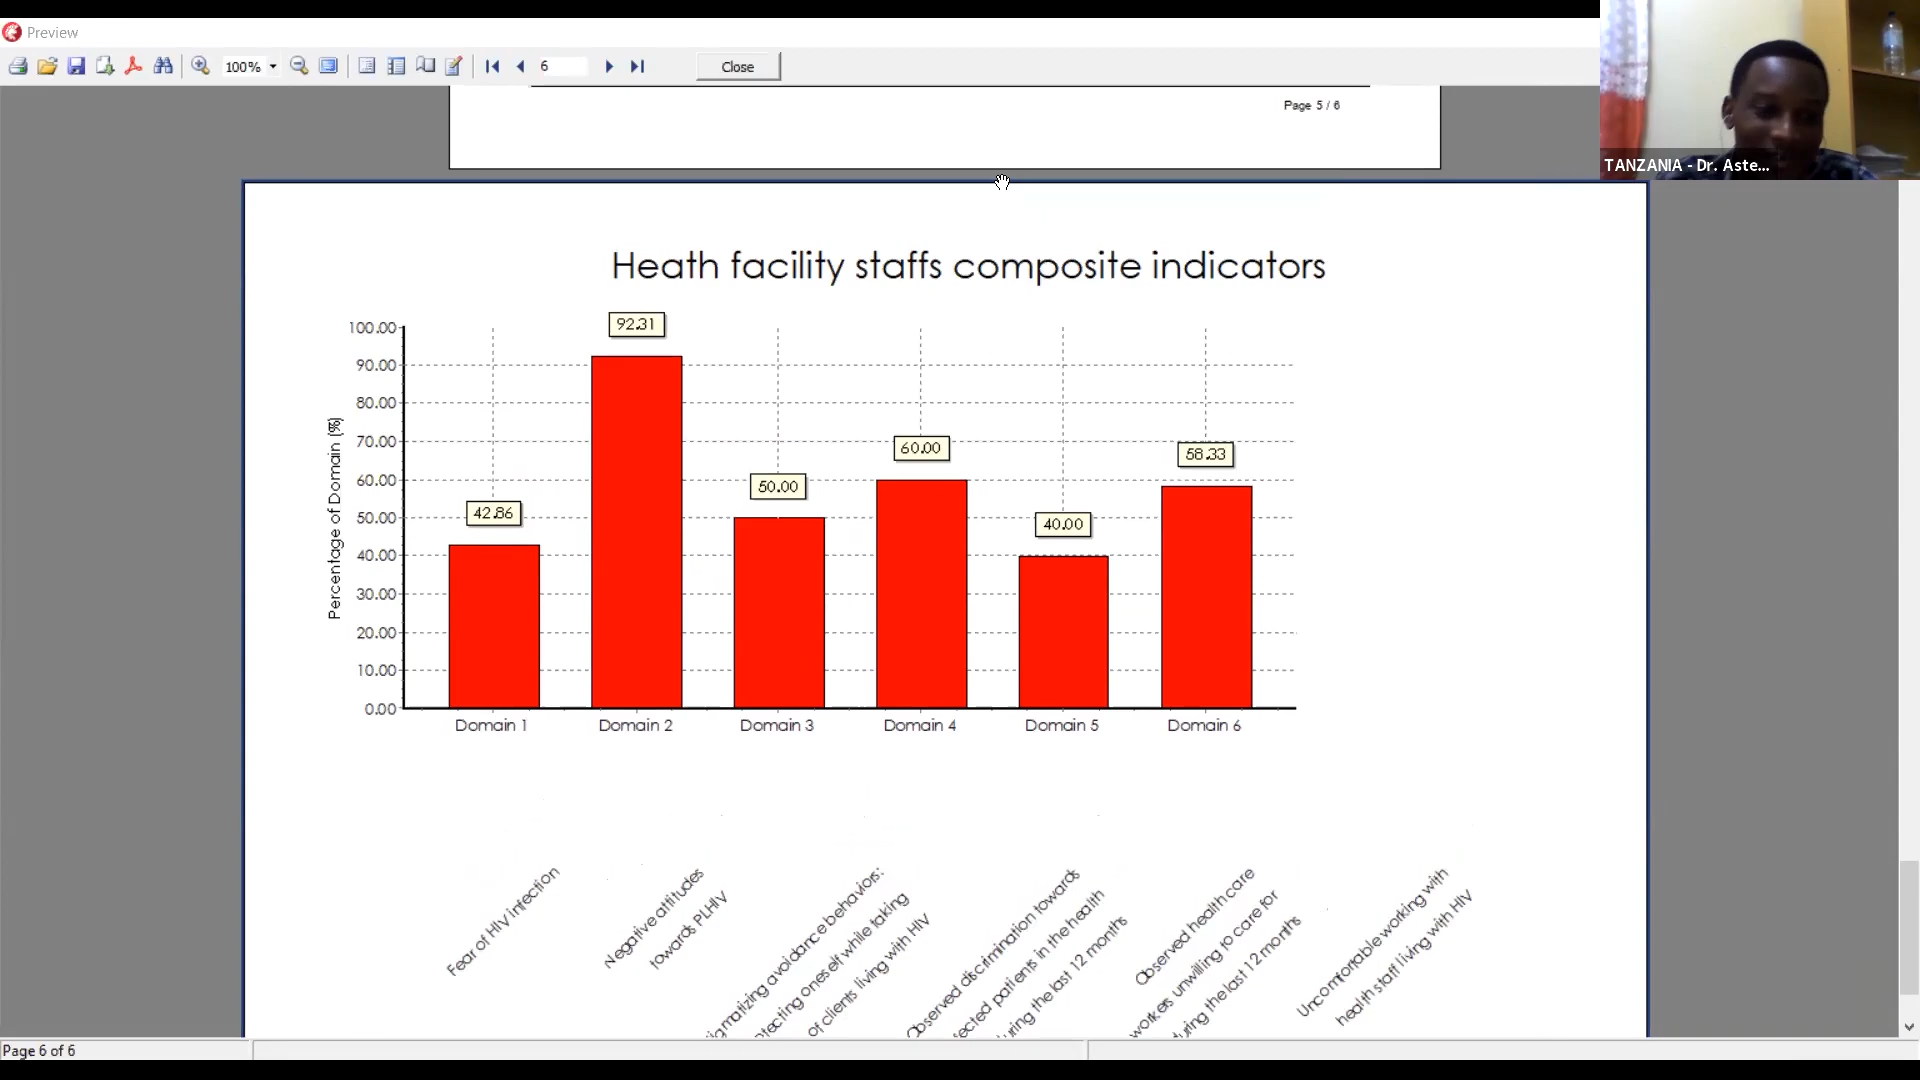 Preview
100%
6
Close
Page 5 / 6
TANZANIA - Dr. Aste...
Heath facility staffs composite indicators
Percentage of Domain (%)
100.00
90.00
80.00
70.00
60.00
50.00
40.00
30.00
20.00
10.00
0.00
42.86
92.31
50.00
60.00
40.00
58.33
Domain 1
Domain 2
Domain 3
Domain 4
Domain 5
Domain 6
Fear of HIV infection
Negative attitudes
towards PLHIV
avoidance behaviors:
oneself while taking
of clients living with HIV
Observed discrimination towards
patients in the health
the last 12 months
Observed health care
workers unwilling to care for
the last 12 months
Uncomfortable working with
health staff living with HIV
Page 6 of 6